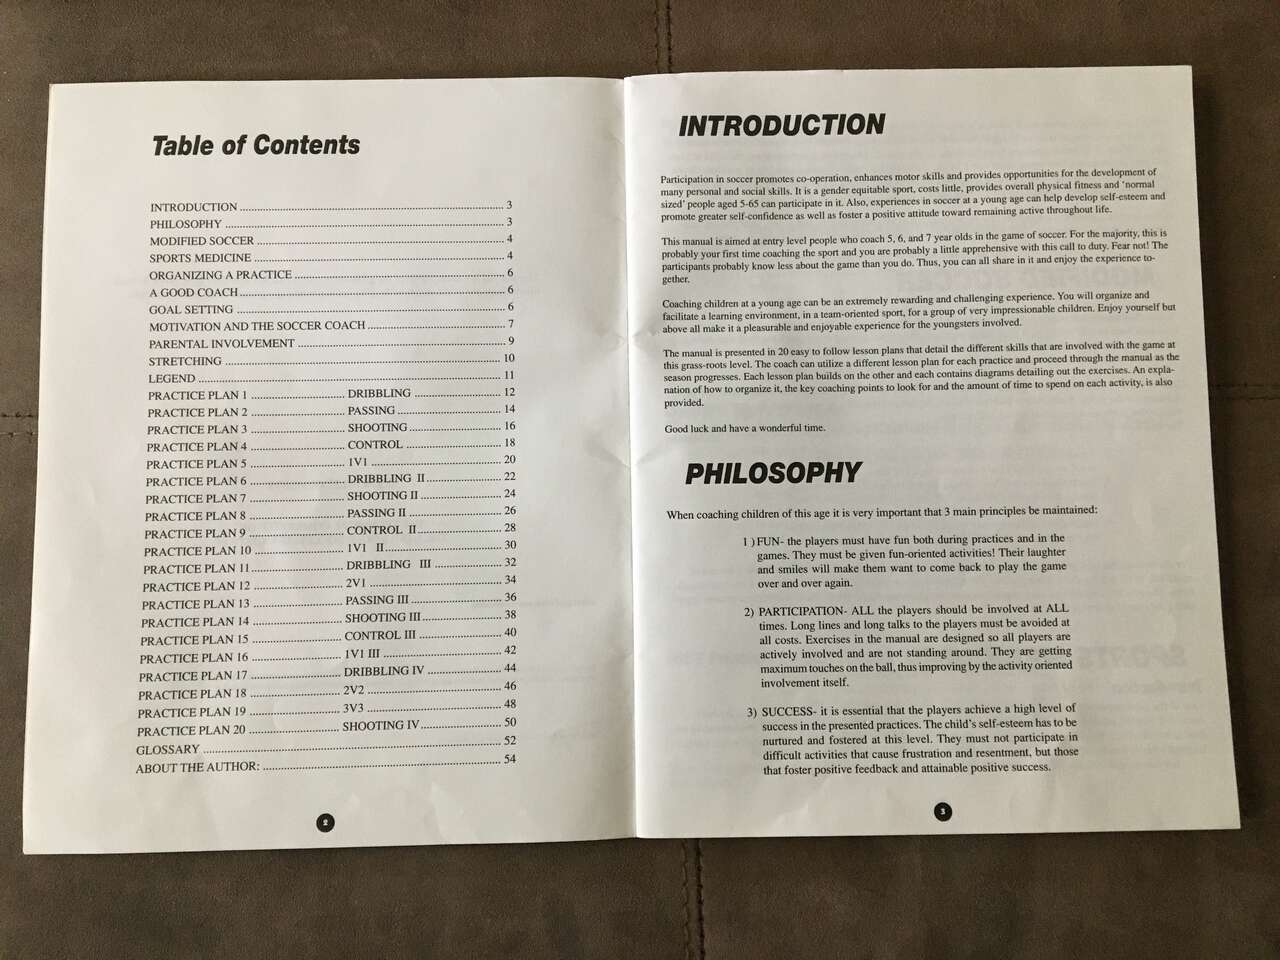 Table of Contents
INTRODUCTION ........................................................................................... 3
PHILOSOPHY ................................................................................................ 3
MODIFIED SOCCER ..................................................................................... 4
SPORTS MEDICINE ...................................................................................... 4
ORGANIZING A PRACTICE ......................................................................... 6
A GOOD COACH ........................................................................................... 6
GOAL SETTING ............................................................................................. 6
MOTIVATION AND THE SOCCER COACH ................................................ 7
PARENTAL INVOLVEMENT ........................................................................ 9
STRETCHING ................................................................................................ 10
LEGEND ......................................................................................................... 11
PRACTICE PLAN 1 ................................ DRIBBLING .............................. 12
PRACTICE PLAN 2 ................................ PASSING .................................... 14
PRACTICE PLAN 3 ................................ SHOOTING ................................ 16
PRACTICE PLAN 4 ................................ CONTROL ................................. 18
PRACTICE PLAN 5 ................................ 1V1 ............................................. 20
PRACTICE PLAN 6 ................................ DRIBBLING II .......................... 22
PRACTICE PLAN 7 ................................ SHOOTING II ............................ 24
PRACTICE PLAN 8 ................................ PASSING II ................................ 26
PRACTICE PLAN 9 ................................ CONTROL II ............................. 28
PRACTICE PLAN 10 .............................. 1V1 II ........................................ 30
PRACTICE PLAN 11 .............................. DRIBBLING III ....................... 32
PRACTICE PLAN 12 .............................. 2V1 ............................................. 34
PRACTICE PLAN 13 .............................. PASSING III ............................... 36
PRACTICE PLAN 14 .............................. SHOOTING III ........................... 38
PRACTICE PLAN 15 .............................. CONTROL III ............................ 40
PRACTICE PLAN 16 .............................. 1V1 III ........................................ 42
PRACTICE PLAN 17 .............................. DRIBBLING IV ......................... 44
PRACTICE PLAN 18 .............................. 2V2 ............................................. 46
PRACTICE PLAN 19 .............................. 3V3 ............................................. 48
PRACTICE PLAN 20 .............................. SHOOTING IV ........................... 50
GLOSSARY .................................................................................................... 52
ABOUT THE AUTHOR: ................................................................................ 54
2
INTRODUCTION
Participation in soccer promotes co-operation, enhances motor skills and provides opportunities for the development of
many personal and social skills. It is a gender equitable sport, costs little, provides overall physical fitness and ‘normal
sized’ people aged 5-65 can participate in it. Also, experiences in soccer at a young age can help develop self-esteem and
promote greater self-confidence as well as foster a positive attitude toward remaining active throughout life.
This manual is aimed at entry level people who coach 5, 6, and 7 year olds in the game of soccer. For the majority, this is
probably your first time coaching the sport and you are probably a little apprehensive with this call to duty. Fear not! The
participants probably know less about the game than you do. Thus, you can all share in it and enjoy the experience to-
gether.
Coaching children at a young age can be an extremely rewarding and challenging experience. You will organize and
facilitate a learning environment, in a team-oriented sport, for a group of very impressionable children. Enjoy yourself but
above all make it a pleasurable and enjoyable experience for the youngsters involved.
The manual is presented in 20 easy to follow lesson plans that detail the different skills that are involved with the game at
this grass-roots level. The coach can utilize a different lesson plan for each practice and proceed through the manual as the
season progresses. Each lesson plan builds on the other and each contains diagrams detailing out the exercises. An expla-
nation of how to organize it, the key coaching points to look for and the amount of time to spend on each activity, is also
provided.
Good luck and have a wonderful time.
PHILOSOPHY
When coaching children of this age it is very important that 3 main principles be maintained:
1 ) FUN- the players must have fun both during practices and in the
games. They must be given fun-oriented activities! Their laughter
and smiles will make them want to come back to play the game
over and over again.
2) PARTICIPATION- ALL the players should be involved at ALL
times. Long lines and long talks to the players must be avoided at
all costs. Exercises in the manual are designed so all players are
actively involved and are not standing around. They are getting
maximum touches on the ball, thus improving by the activity oriented
involvement itself.
3) SUCCESS- it is essential that the players achieve a high level of
success in the presented practices. The child’s self-esteem has to be
nurtured and fostered at this level. They must not participate in
difficult activities that cause frustration and resentment, but those
that foster positive feedback and attainable positive success.
3